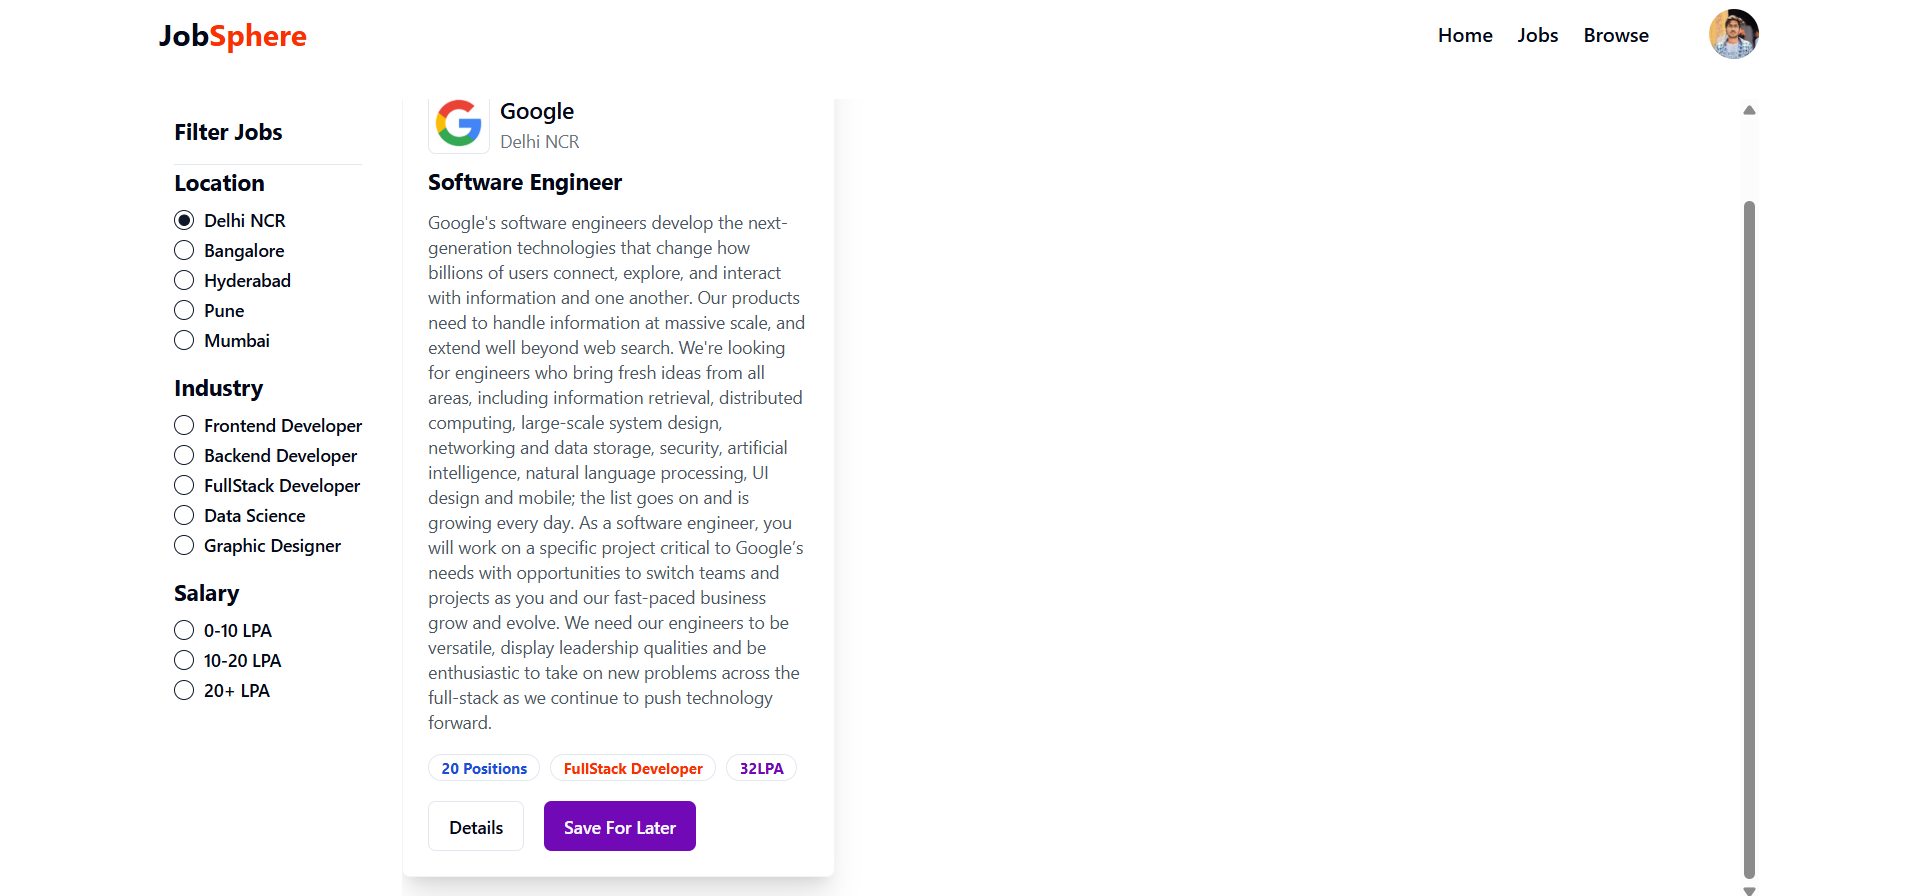 JobSphere
Home
Jobs
Browse
Filter Jobs
Location
Delhi NCR
Bangalore
Hyderabad
Pune
Mumbai
Industry
Frontend Developer
Backend Developer
FullStack Developer
Data Science
Graphic Designer
Salary
0-10 LPA
10-20 LPA
20+ LPA
Google
Delhi NCR
Software Engineer
Google's software engineers develop the next-
generation technologies that change how
billions of users connect, explore, and interact
with information and one another. Our products
need to handle information at massive scale, and
extend well beyond web search. We're looking
for engineers who bring fresh ideas from all
areas, including information retrieval, distributed
computing, large-scale system design,
networking and data storage, security, artificial
intelligence, natural language processing, UI
design and mobile; the list goes on and is
growing every day. As a software engineer, you
will work on a specific project critical to Google’s
needs with opportunities to switch teams and
projects as you and our fast-paced business
grow and evolve. We need our engineers to be
versatile, display leadership qualities and be
enthusiastic to take on new problems across the
full-stack as we continue to push technology
forward.
20 Positions
FullStack Developer
32LPA
Details
Save For Later